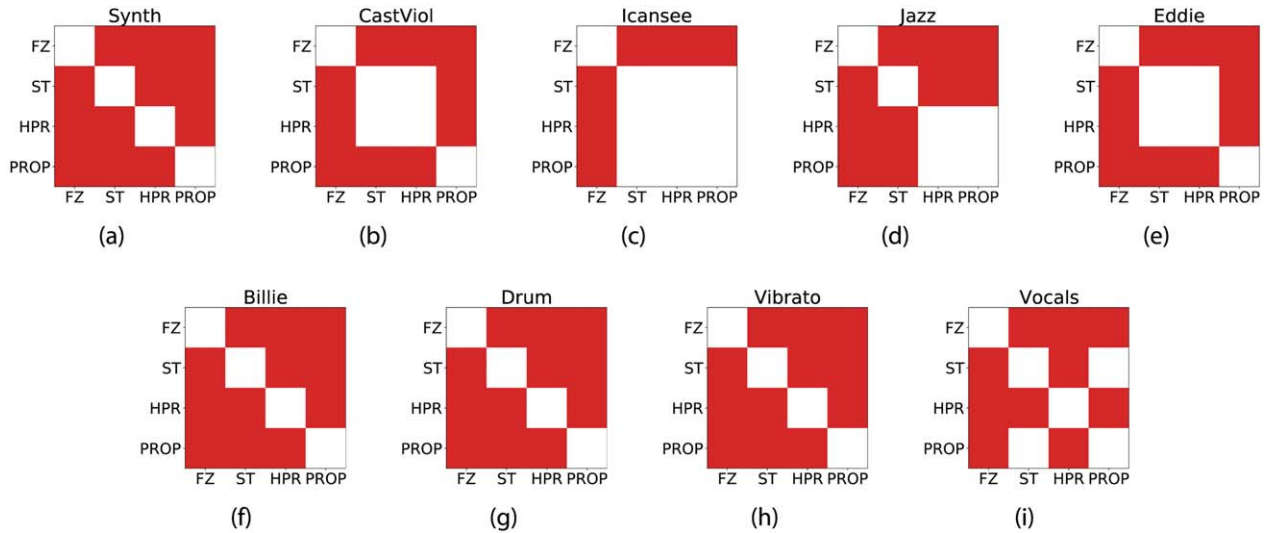 Synth CastViol Icansee Jazz Eddie
FZ FZ FZ FZ FZ
ST ST ST ST ST
HPR HPR HPR HPR HPR
PROP PROP PROP PROP PROP
FZ ST HPR PROP FZ ST HPR PROP FZ ST HPR PROP FZ ST HPR PROP FZ ST HPR PROP
(a) (b) (c) (d) (e)
Billie Drum Vibrato Vocals
FZ FZ FZ FZ
ST ST ST ST
HPR HPR HPR HPR
PROP PROP PROP PROP
FZ ST HPR PROP FZ ST HPR PROP FZ ST HPR PROP FZ ST HPR PROP
(f) (g) (h) (i)